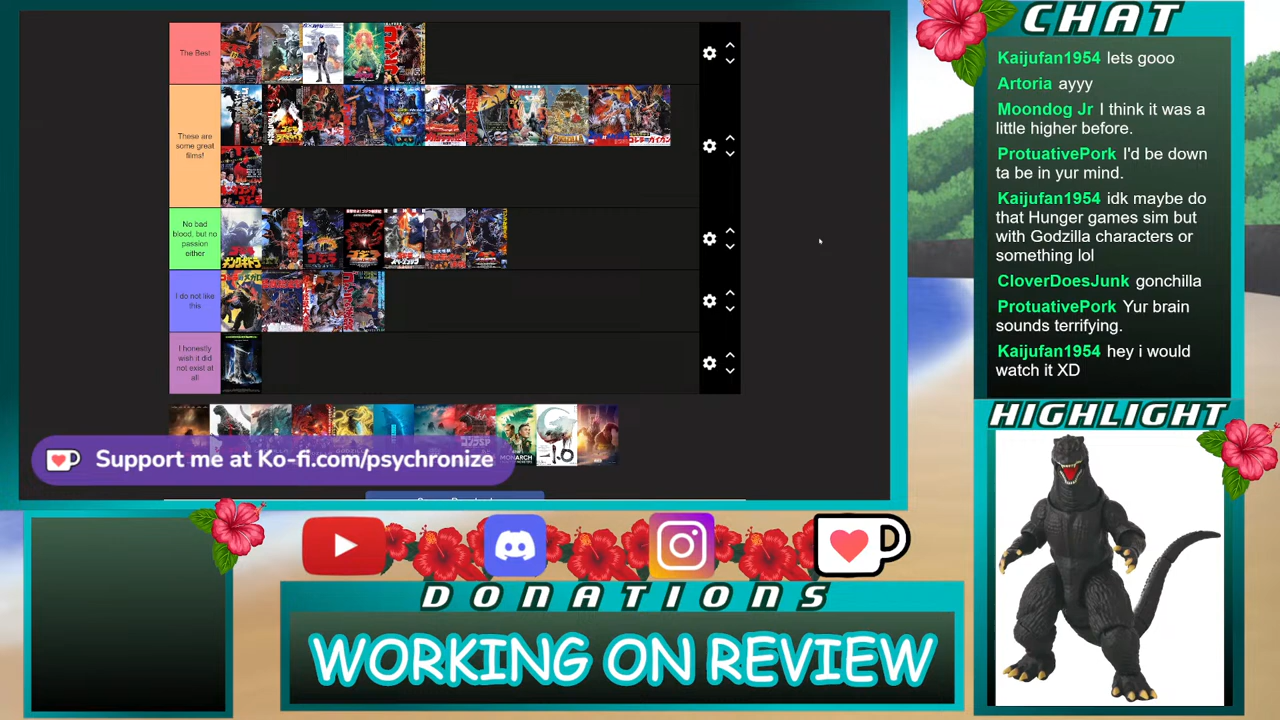 The Best
These are
some great
films!
No bad
blood, but no
passion
either
I do not like
this
I honestly
wish it did
not exist at
all
MONARCH
-1.0
Support me at Ko-fi.com/psychronize
CHAT
Kaijufan1954 lets gooo
Artoria ayyy
Moondog Jr I think it was a
little higher before.
ProtuativePork I'd be down
ta be in yur mind.
Kaijufan1954 idk maybe do
that Hunger games sim but
with Godzilla characters or
something lol
CloverDoesJunk gonchilla
ProtuativePork Yur brain
sounds terrifying.
Kaijufan1954 hey i would
watch it XD
HIGHLIGHT
DONATIONS
WORKING ON REVIEW